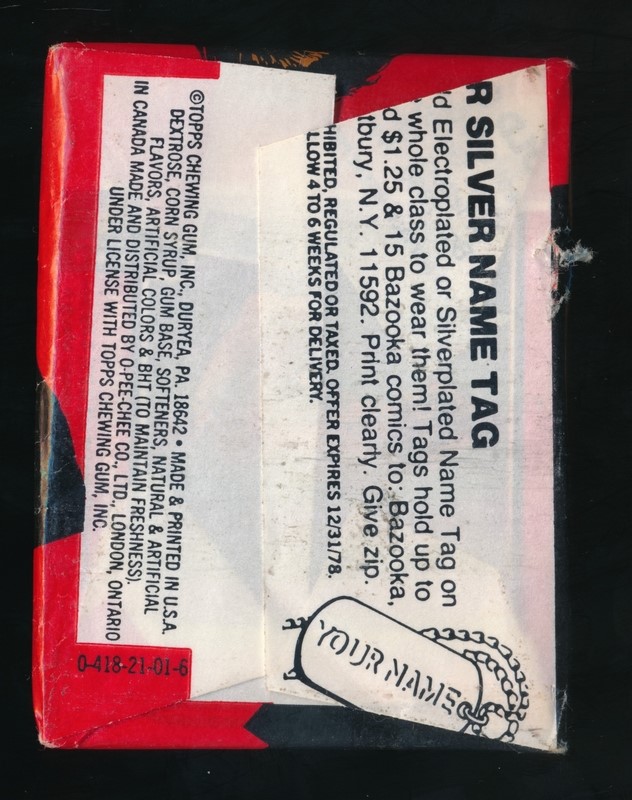 R SILVER NAME TAG
d Electroplated or Silverplated Name Tag on
whole class to wear them! Tags hold up to
d $1.25 & 15 Bazooka comics to: Bazooka,
tbury, N.Y. 11592. Print clearly. Give zip.
HIBITED, REGULATED OR TAXED. OFFER EXPIRES 12/31/78.
LLOW 4 TO 6 WEEKS FOR DELIVERY.
YOUR NAME
©TOPPS CHEWING GUM, INC., DURYEA, PA. 18642 • MADE & PRINTED IN U.S.A.
DEXTROSE, CORN SYRUP, GUM BASE, SOFTENERS, NATURAL & ARTIFICIAL
FLAVORS, ARTIFICIAL COLORS & BHT (TO MAINTAIN FRESHNESS).
IN CANADA MADE AND DISTRIBUTED BY O-PEE-CHEE CO., LTD., LONDON, ONTARIO
UNDER LICENSE WITH TOPPS CHEWING GUM, INC.
0-418-21-01-6